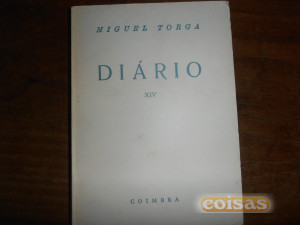 MIGUEL TORGA
DIÁRIO
XIV
COIMBRA
coisas